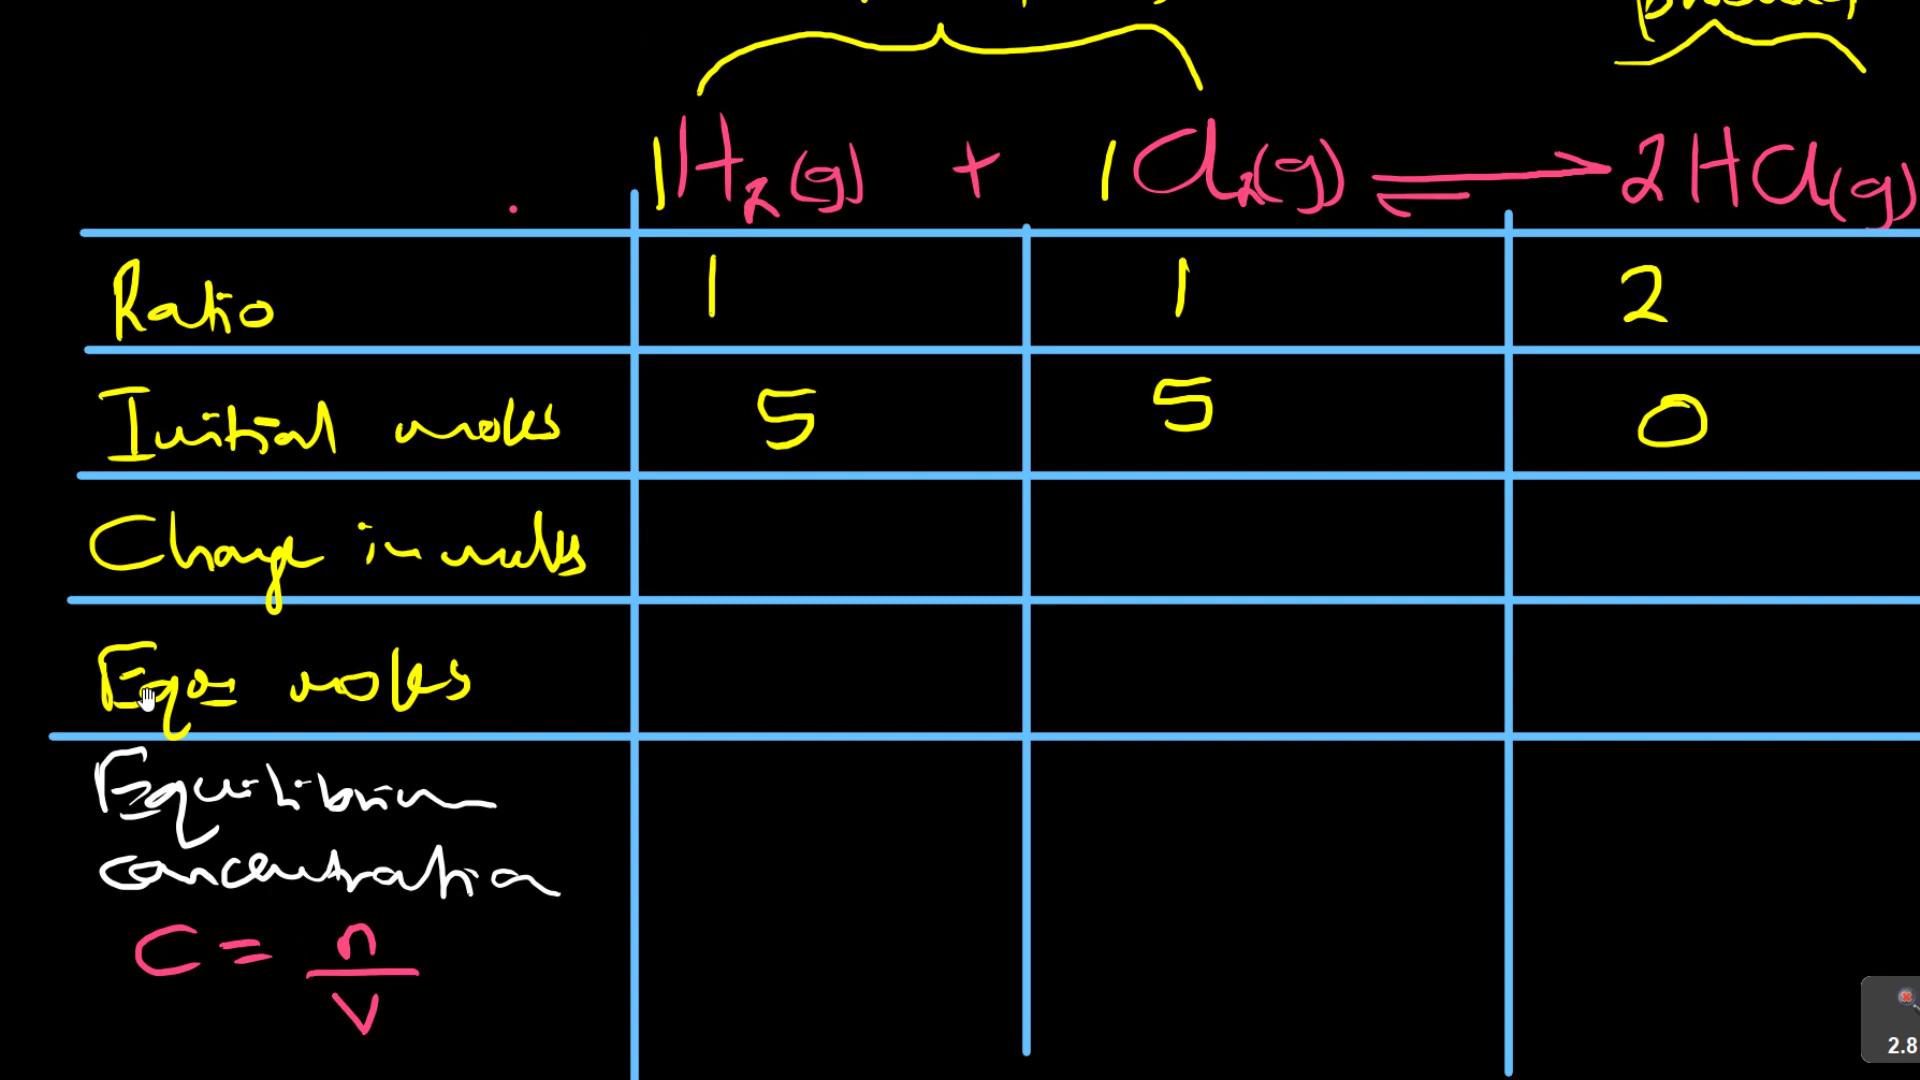 1H₂(g) + 1Cl₂(g) ⇌ 2HCl(g)
Ratio 1 1 2
Initial moles 5 5 0
Change in moles
Eqm moles
Equilibrium
concentration
C = n
V
2.8